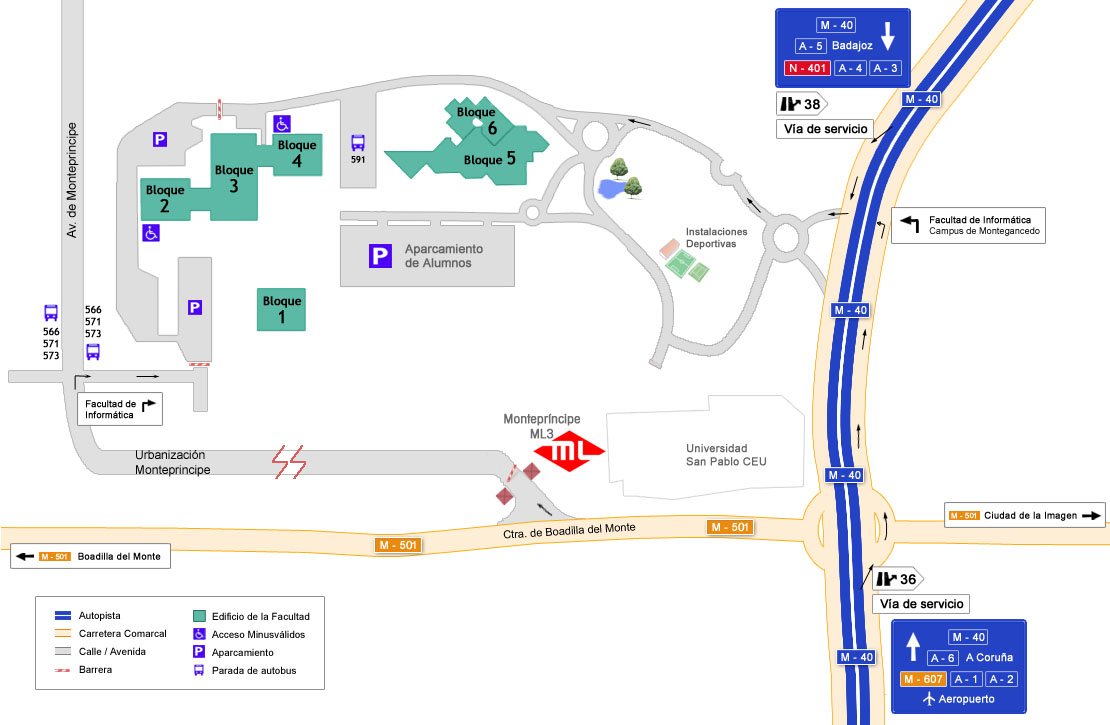 M - 40
A - 5 Badajoz
N - 401 A - 4 A - 3
38
Vía de servicio
M - 40
Av. de Montepríncipe
P
Bloque
2
Bloque
3
Bloque
4
591
Bloque
6
Bloque 5
P
Aparcamiento
de Alumnos
Instalaciones
Deportivas
Facultad de Informática
Campus de Montegancedo
P
Bloque
1
M - 40
566
571
573
566
571
573
Facultad de
Informática
Montepríncipe
ML3
ML
Universidad
San Pablo CEU
Urbanización
Monteprincipe
M - 40
M - 501 Ciudad de la Imagen
M - 501
Ctra. de Boadilla del Monte
M - 501
M - 501 Boadilla del Monte
36
Vía de servicio
M - 40
A - 6 A Coruña
M - 607 A - 1 A - 2
Aeropuerto
M - 40
Autopista
Carretera Comarcal
Calle / Avenida
Barrera
Edificio de la Facultad
Acceso Minusválidos
P Aparcamiento
Parada de autobus